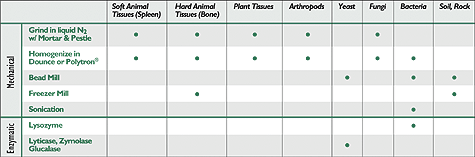 Soft Animal Tissues (Spleen) Hard Animal Tissues (Bone) Plant Tissues Arthropods Yeast Fungi Bacteria Soil, Rock
Mechanical
Grind in liquid N2
w/ Mortar & Pestle
Homogenize in
Dounce or Polytron®
Bead Mill
Freezer Mill
Sonication
Enzymatic
Lysozyme
Lyticase, Zymolase
Glucalase